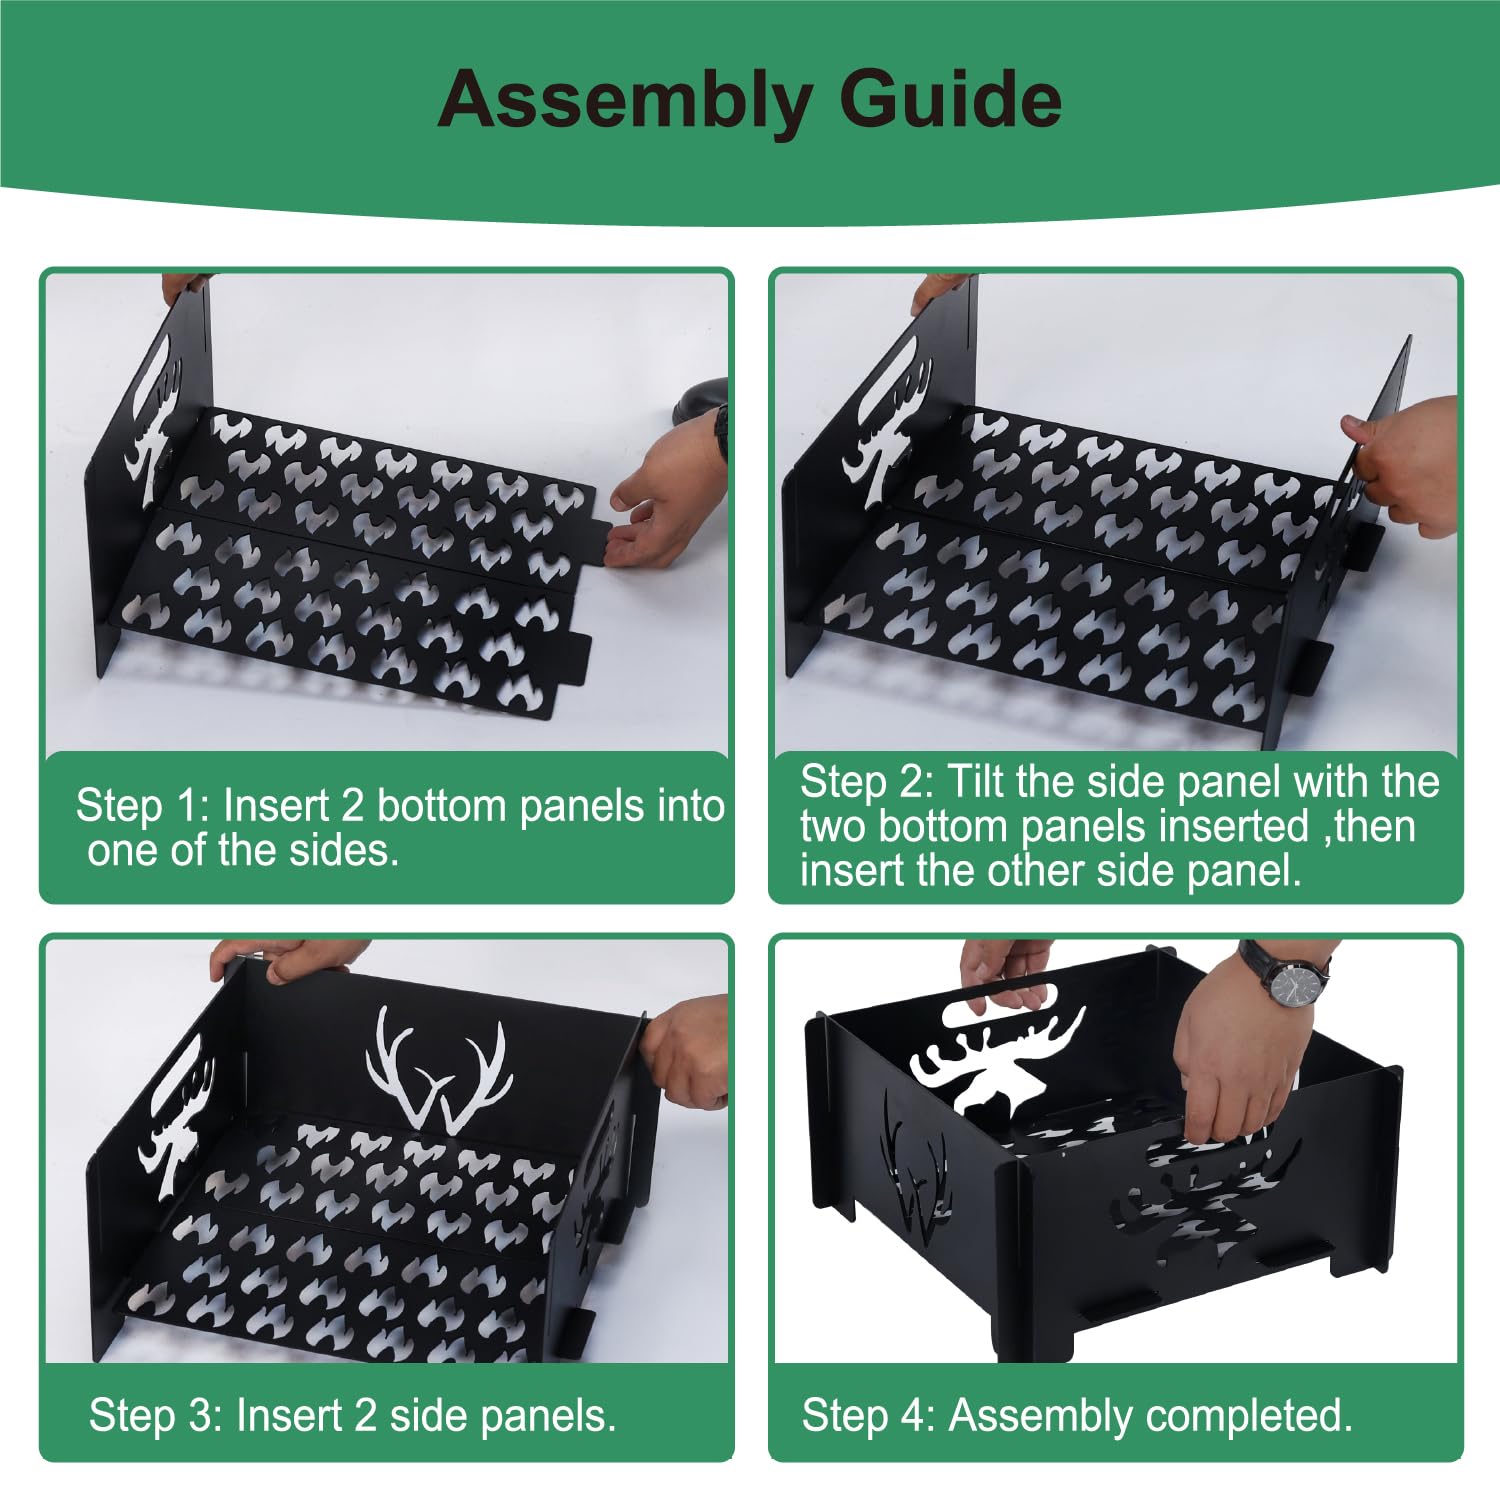 Assembly Guide
Step 1: Insert 2 bottom panels into
one of the sides.
Step 2: Tilt the side panel with the
two bottom panels inserted ,then
insert the other side panel.
Step 3: Insert 2 side panels.
Step 4: Assembly completed.